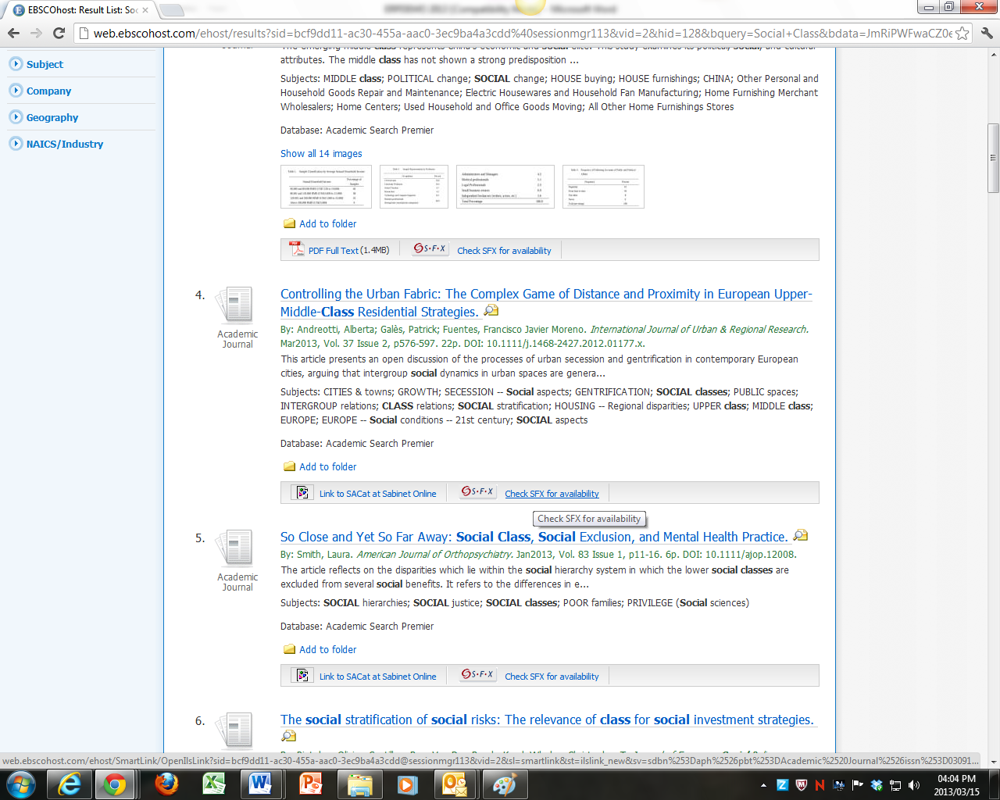 EBSCOhost: Result List: Soc
web.ebscohost.com/ehost/results?sid=bcf9dd11-ac30-455a-aac0-3ec9ba4a3cdd%40sessionmgr113&vid=2&hid=128&bquery=Social+Class&bdata=JmRiPWFwaCZ0e
Subject
Company
Geography
NAICS/Industry
attributes. The middle class has not shown a strong predisposition ...
Subjects: MIDDLE class; POLITICAL change; SOCIAL change; HOUSE buying; HOUSE furnishings; CHINA; Other Personal and
Household Goods Repair and Maintenance; Electric Housewares and Household Fan Manufacturing; Home Furnishing Merchant
Wholesalers; Home Centers; Used Household and Office Goods Moving; All Other Home Furnishings Stores
Database: Academic Search Premier
Show all 14 images
Add to folder
PDF Full Text (1.4MB) S·F·X Check SFX for availability
4. Controlling the Urban Fabric: The Complex Game of Distance and Proximity in European Upper-
Middle-Class Residential Strategies.
Academic
Journal
By: Andreotti, Alberta; Galès, Patrick; Fuentes, Francisco Javier Moreno. International Journal of Urban & Regional Research.
Mar2013, Vol. 37 Issue 2, p576-597. 22p. DOI: 10.1111/j.1468-2427.2012.01177.x.
This article presents an open discussion of the processes of urban secession and gentrification in contemporary European
cities, arguing that intergroup social dynamics in urban spaces are genera...
Subjects: CITIES & towns; GROWTH; SECESSION -- Social aspects; GENTRIFICATION; SOCIAL classes; PUBLIC spaces;
INTERGROUP relations; CLASS relations; SOCIAL stratification; HOUSING -- Regional disparities; UPPER class; MIDDLE class;
EUROPE; EUROPE -- Social conditions -- 21st century; SOCIAL aspects
Database: Academic Search Premier
Add to folder
Link to SACat at Sabinet Online S·F·X Check SFX for availability
Check SFX for availability
5. So Close and Yet So Far Away: Social Class, Social Exclusion, and Mental Health Practice.
Academic
Journal
By: Smith, Laura. American Journal of Orthopsychiatry. Jan2013, Vol. 83 Issue 1, p11-16. 6p. DOI: 10.1111/ajop.12008.
The article reflects on the disparities which lie within the social hierarchy system in which the lower social classes are
excluded from several social benefits. It refers to the differences in e...
Subjects: SOCIAL hierarchies; SOCIAL justice; SOCIAL classes; POOR families; PRIVILEGE (Social sciences)
Database: Academic Search Premier
Add to folder
Link to SACat at Sabinet Online S·F·X Check SFX for availability
6. The social stratification of social risks: The relevance of class for social investment strategies.
web.ebscohost.com/ehost/SmartLink/OpenIlsLink?sid=bcf9dd11-ac30-455a-aac0-3ec9ba4a3cdd@sessionmgr113&vid=2&sl=smartlink&st=ilslink_new&sv=sdbn%253Daph%2526pbt%253DAcademic%2520Journal%2526issn%253D03091...
04:04 PM
2013/03/15